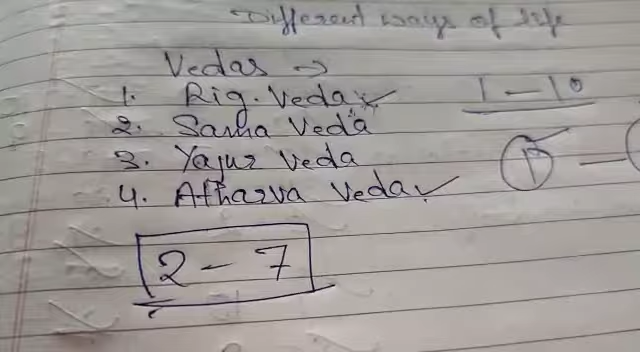 Different ways of life
Vedas →
1. Rig. Veda ✓
1 – 10
2. Sama Veda
3. Yajur Veda
4. Atharva Veda ✓
2 – 7